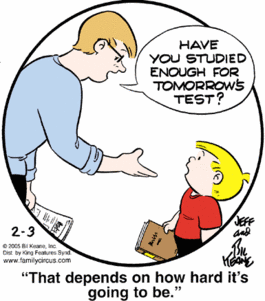 HAVE
YOU STUDIED
ENOUGH FOR
TOMORROW'S
TEST?
2-3
© 2005 Bil Keane, Inc.
Dist. by King Features Synd.
www.familycircus.com
JEFF
and
BIL
KEANE
"That depends on how hard it's
going to be."